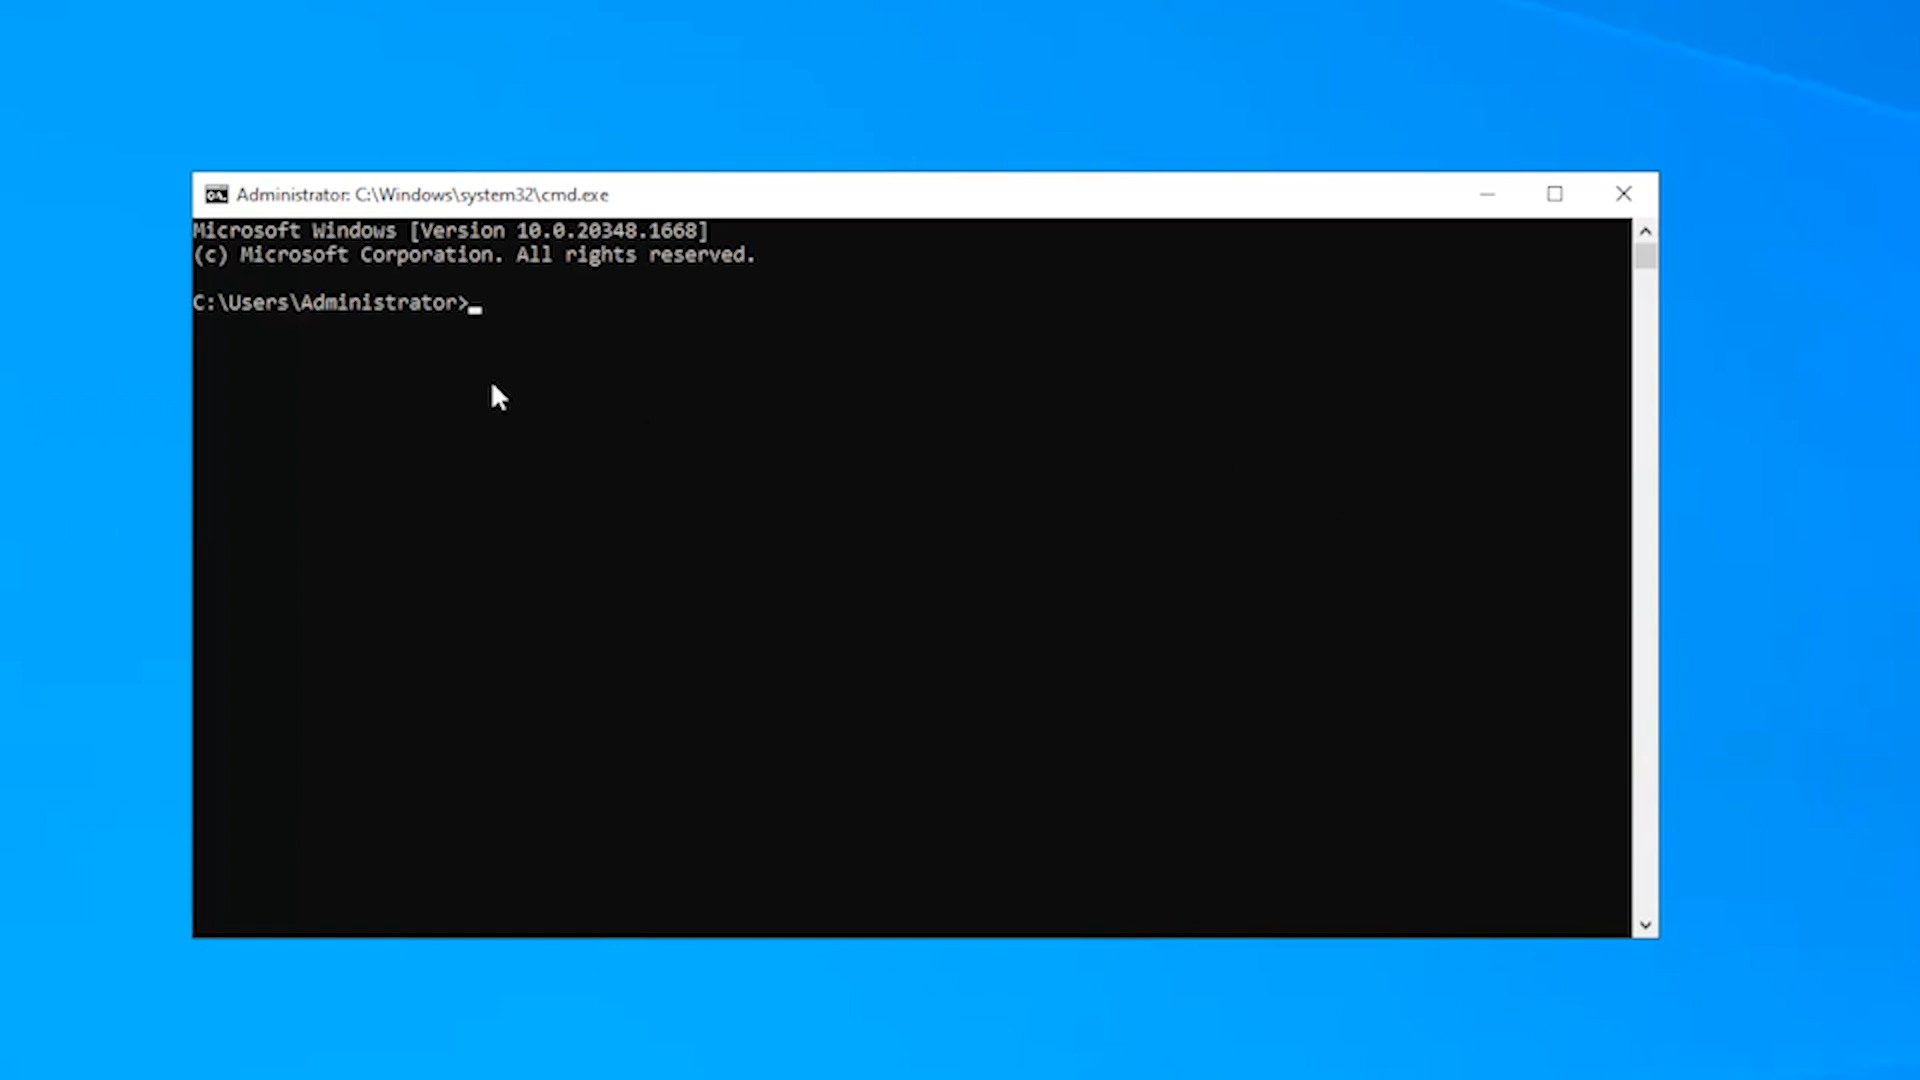 Administrator: C:\Windows\system32\cmd.exe
Microsoft Windows [Version 10.0.20348.1668]
(c) Microsoft Corporation. All rights reserved.
C:\Users\Administrator>